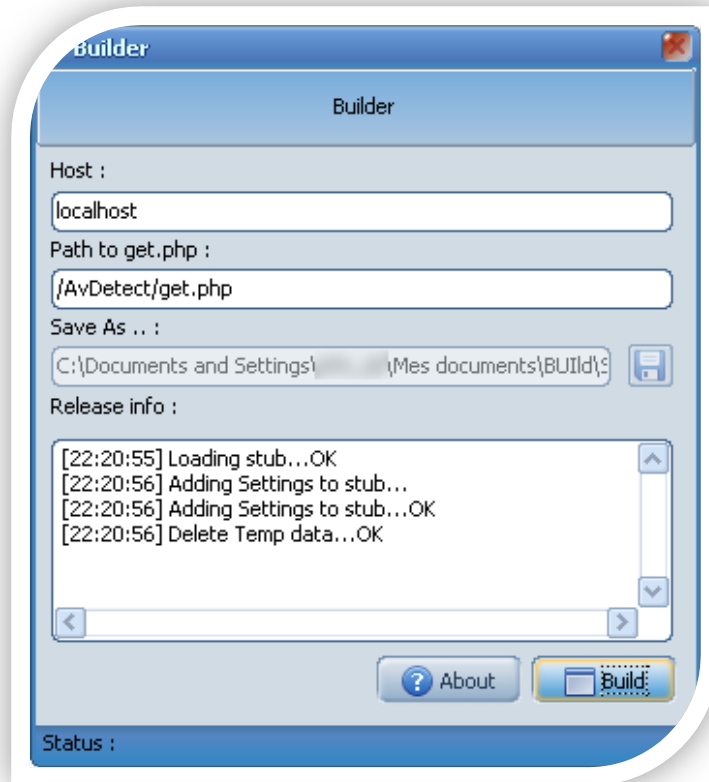 Builder
Builder
Host :
localhost
Path to get.php :
/AvDetect/get.php
Save As .. :
C:\Documents and Settings\ \Mes documents\BUIld\S
Release info :
[22:20:55] Loading stub...OK
[22:20:56] Adding Settings to stub...
[22:20:56] Adding Settings to stub...OK
[22:20:56] Delete Temp data...OK
About
Build
Status :